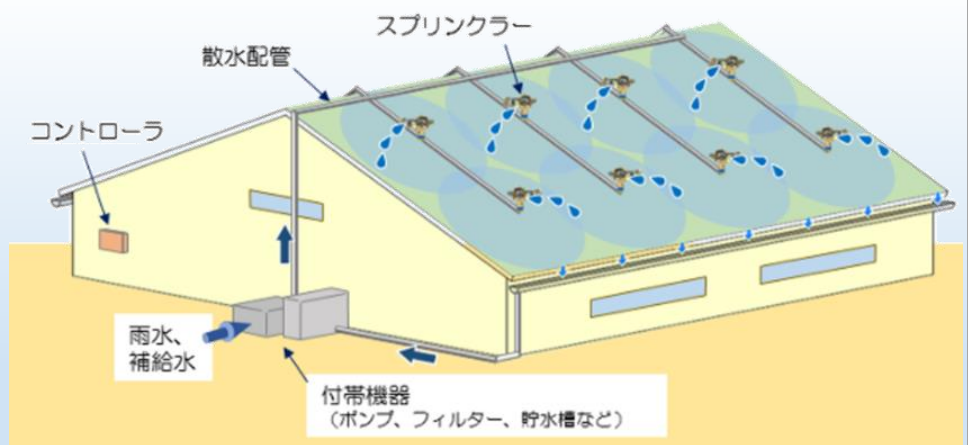 スプリンクラー
散水配管
コントローラ
雨水、
補給水
付帯機器
（ポンプ、フィルター、貯水槽など）